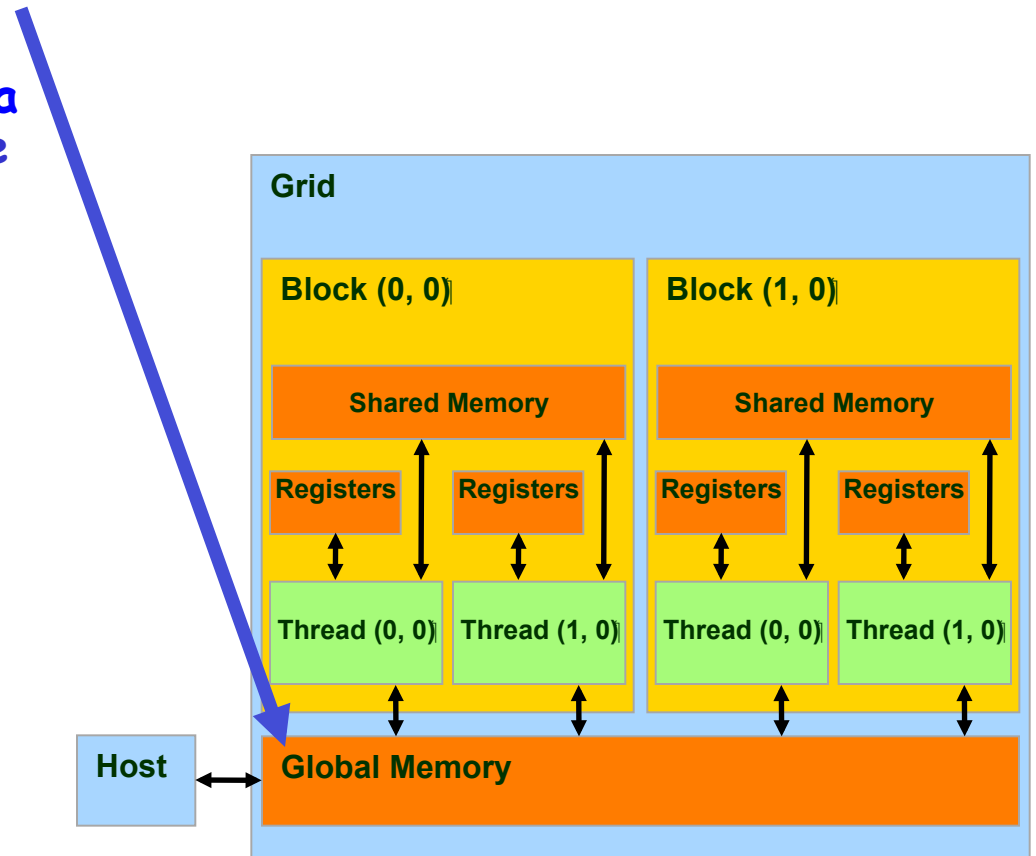 a
e
Grid
Block (0, 0)
Block (1, 0)
Shared Memory
Shared Memory
Registers
Registers
Registers
Registers
Thread (0, 0)
Thread (1, 0)
Thread (0, 0)
Thread (1, 0)
Host
Global Memory